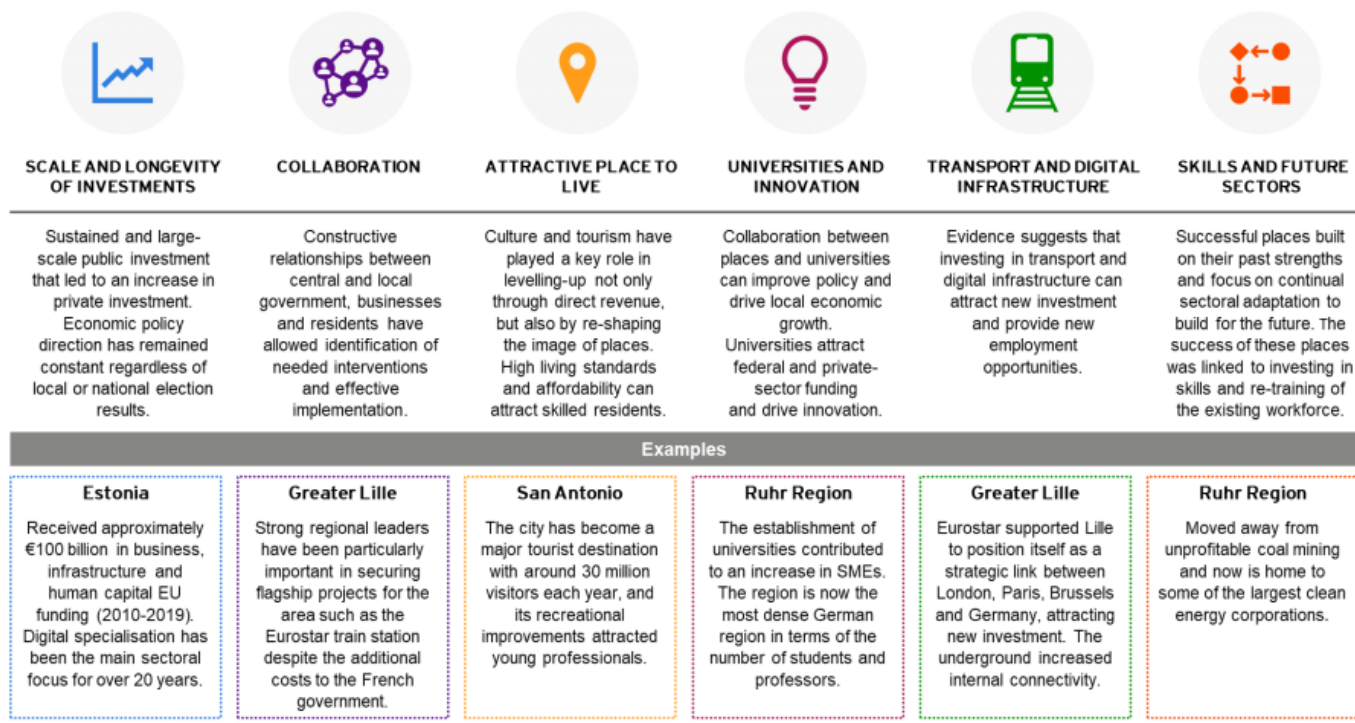 SCALE AND LONGEVITY
OF INVESTMENTS
Sustained and large-
scale public investment
that led to an increase in
private investment.
Economic policy
direction has remained
constant regardless of
local or national election
results.
COLLABORATION
Constructive
relationships between
central and local
government, businesses
and residents have
allowed identification of
needed interventions
and effective
implementation.
ATTRACTIVE PLACE TO
LIVE
Culture and tourism have
played a key role in
levelling-up not only
through direct revenue,
but also by re-shaping
the image of places.
High living standards
and affordability can
attract skilled residents.
UNIVERSITIES AND
INNOVATION
Collaboration between
places and universities
can improve policy and
drive local economic
growth.
Universities attract
federal and private-
sector funding
and drive innovation.
TRANSPORT AND DIGITAL
INFRASTRUCTURE
Evidence suggests that
investing in transport and
digital infrastructure can
attract new investment
and provide new
employment
opportunities.
SKILLS AND FUTURE
SECTORS
Successful places built
on their past strengths
and focus on continual
sectoral adaptation to
build for the future. The
success of these places
was linked to investing in
skills and re-training of
the existing workforce.
Examples
Estonia
Received approximately
€100 billion in business,
infrastructure and
human capital EU
funding (2010-2019).
Digital specialisation has
been the main sectoral
focus for over 20 years.
Greater Lille
Strong regional leaders
have been particularly
important in securing
flagship projects for the
area such as the
Eurostar train station
despite the additional
costs to the French
government.
San Antonio
The city has become a
major tourist destination
with around 30 million
visitors each year, and
its recreational
improvements attracted
young professionals.
Ruhr Region
The establishment of
universities contributed
to an increase in SMEs.
The region is now the
most dense German
region in terms of the
number of students and
professors.
Greater Lille
Eurostar supported Lille
to position itself as a
strategic link between
London, Paris, Brussels
and Germany, attracting
new investment. The
underground increased
internal connectivity.
Ruhr Region
Moved away from
unprofitable coal mining
and now is home to
some of the largest clean
energy corporations.